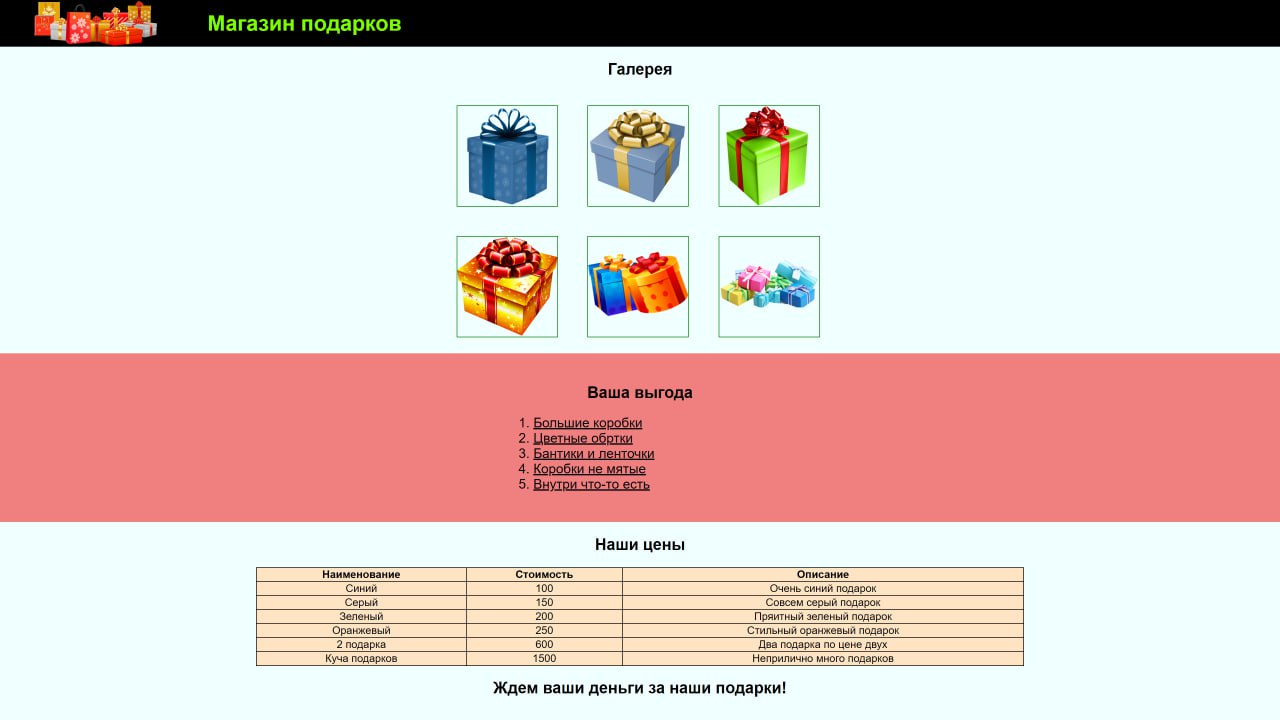 Магазин подарков
Галерея
Ваша выгода
1. Большие коробки
2. Цветные обртки
3. Бантики и ленточки
4. Коробки не мятые
5. Внутри что-то есть
Наши цены
Наименование Стоимость Описание
Синий 100 Очень синий подарок
Серый 150 Совсем серый подарок
Зеленый 200 Пряитный зеленый подарок
Оранжевый 250 Стильный оранжевый подарок
2 подарка 600 Два подарка по цене двух
Куча подарков 1500 Неприлично много подарков
Ждем ваши деньги за наши подарки!